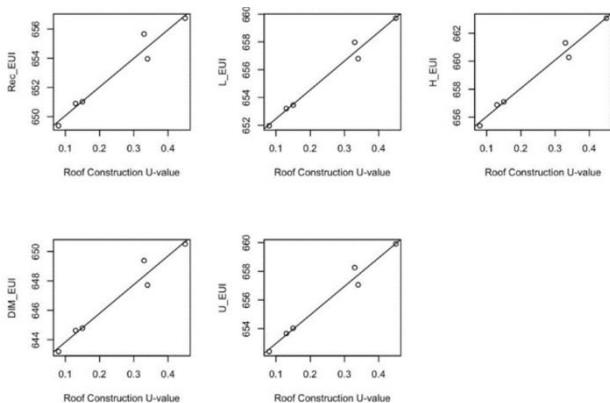 Rec_EUI
650 654 656
0.1 0.2 0.3 0.4
Roof Construction U-value
L_EUI
652 654 656 658 660
0.1 0.2 0.3 0.4
Roof Construction U-value
H_EUI
656 658 660 662
0.1 0.2 0.3 0.4
Roof Construction U-value
DIM_EUI
644 646 648 650
0.1 0.2 0.3 0.4
Roof Construction U-value
U_EUI
654 656 658 660
0.1 0.2 0.3 0.4
Roof Construction U-value